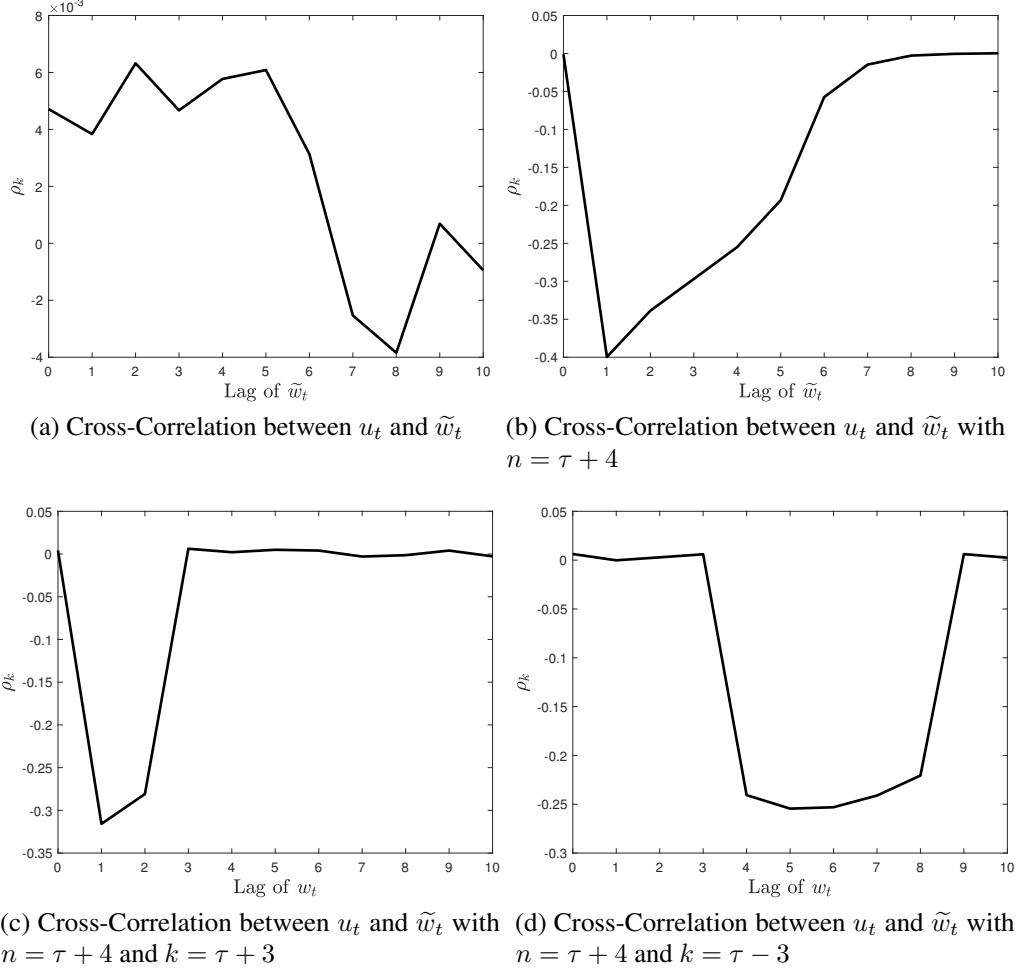 ×10⁻³
8
6
4
2
0
-2
-4
ρₖ
0 1 2 3 4 5 6 7 8 9 10
Lag of w̃ₜ
(a) Cross-Correlation between uₜ and w̃ₜ
0.05
0
-0.05
-0.1
-0.15
-0.2
-0.25
-0.3
-0.35
-0.4
ρₖ
0 1 2 3 4 5 6 7 8 9 10
Lag of w̃ₜ
(b) Cross-Correlation between uₜ and w̃ₜ with
n = τ + 4
0.05
0
-0.05
-0.1
-0.15
-0.2
-0.25
-0.3
-0.35
ρₖ
0 1 2 3 4 5 6 7 8 9 10
Lag of wₜ
(c) Cross-Correlation between uₜ and w̃ₜ with
n = τ + 4 and k = τ + 3
0.05
0
-0.05
-0.1
-0.15
-0.2
-0.25
-0.3
ρₖ
0 1 2 3 4 5 6 7 8 9 10
Lag of wₜ
(d) Cross-Correlation between uₜ and w̃ₜ with
n = τ + 4 and k = τ − 3